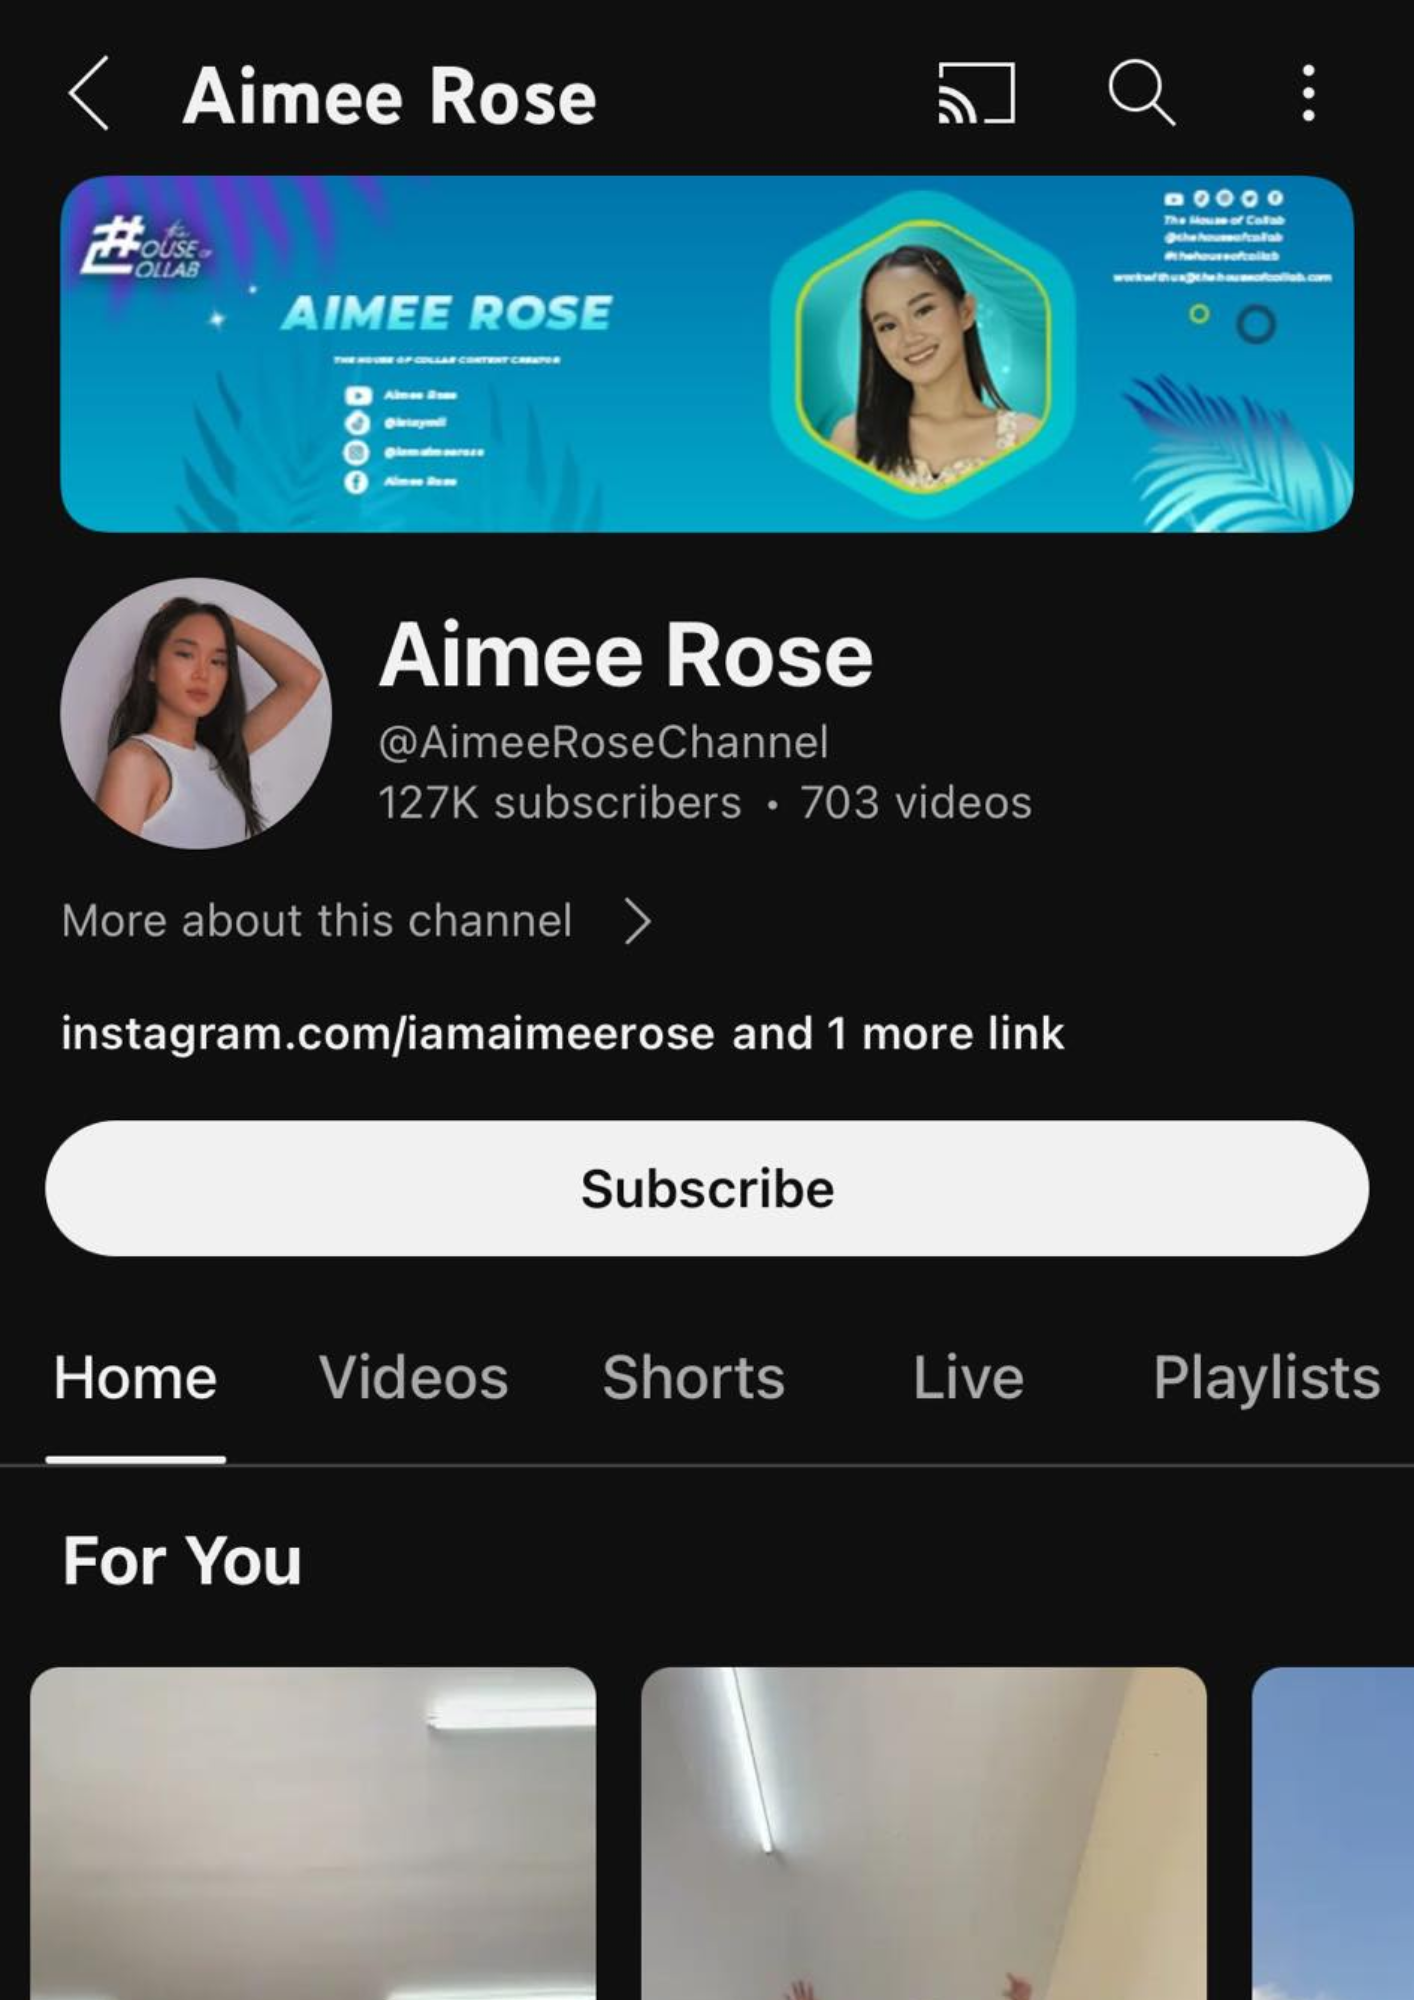 Aimee Rose
#
the
HOUSE OF
COLLAB
AIMEE ROSE
THE HOUSE OF COLLAB CONTENT CREATOR
Aimee Rose
@iamaimeerose
Aimee Rose
The House of Collab
@thehouseofcollab
#thehouseofcollab
workwithus@thehouseofcollab.com
Aimee Rose
@AimeeRoseChannel
127K subscribers • 703 videos
More about this channel
instagram.com/iamaimeerose and 1 more link
Subscribe
Home Videos Shorts Live Playlists
For You